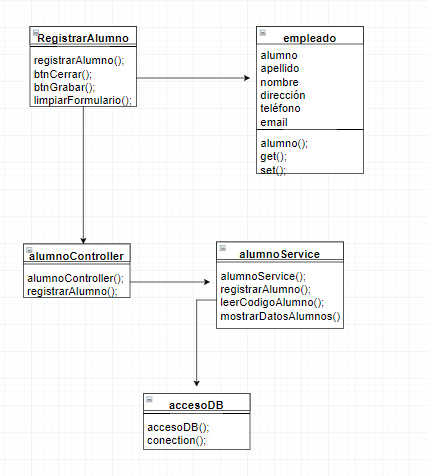 RegistrarAlumno
registrarAlumno();
btnCerrar();
btnGrabar();
limpiarFormulario();
empleado
alumno
apellido
nombre
dirección
teléfono
email
alumno();
get();
set();
alumnoController
alumnoController();
registrarAlumno();
alumnoService
alumnoService();
registrarAlumno();
leerCodigoAlumno();
mostrarDatosAlumnos()
accesoDB
accesoDB();
conection();